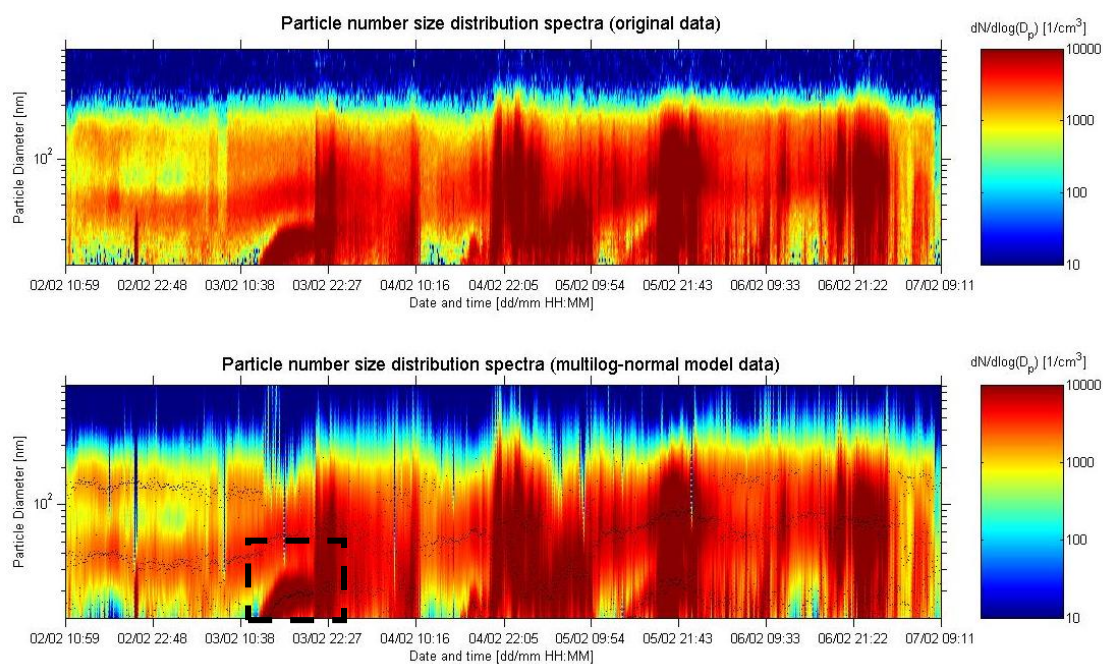 Particle number size distribution spectra (original data)
dN/dlog(Dp) [1/cm3]
10000
1000
100
10
Particle Diameter [nm]
10^2
02/02 10:59 02/02 22:48 03/02 10:38 03/02 22:27 04/02 10:16 04/02 22:05 05/02 09:54 05/02 21:43 06/02 09:33 06/02 21:22 07/02 09:11
Date and time [dd/mm HH:MM]
Particle number size distribution spectra (multilog-normal model data)
dN/dlog(Dp) [1/cm3]
10000
1000
100
10
Particle Diameter [nm]
10^2
02/02 10:59 02/02 22:48 03/02 10:38 03/02 22:27 04/02 10:16 04/02 22:05 05/02 09:54 05/02 21:43 06/02 09:33 06/02 21:22 07/02 09:11
Date and time [dd/mm HH:MM]